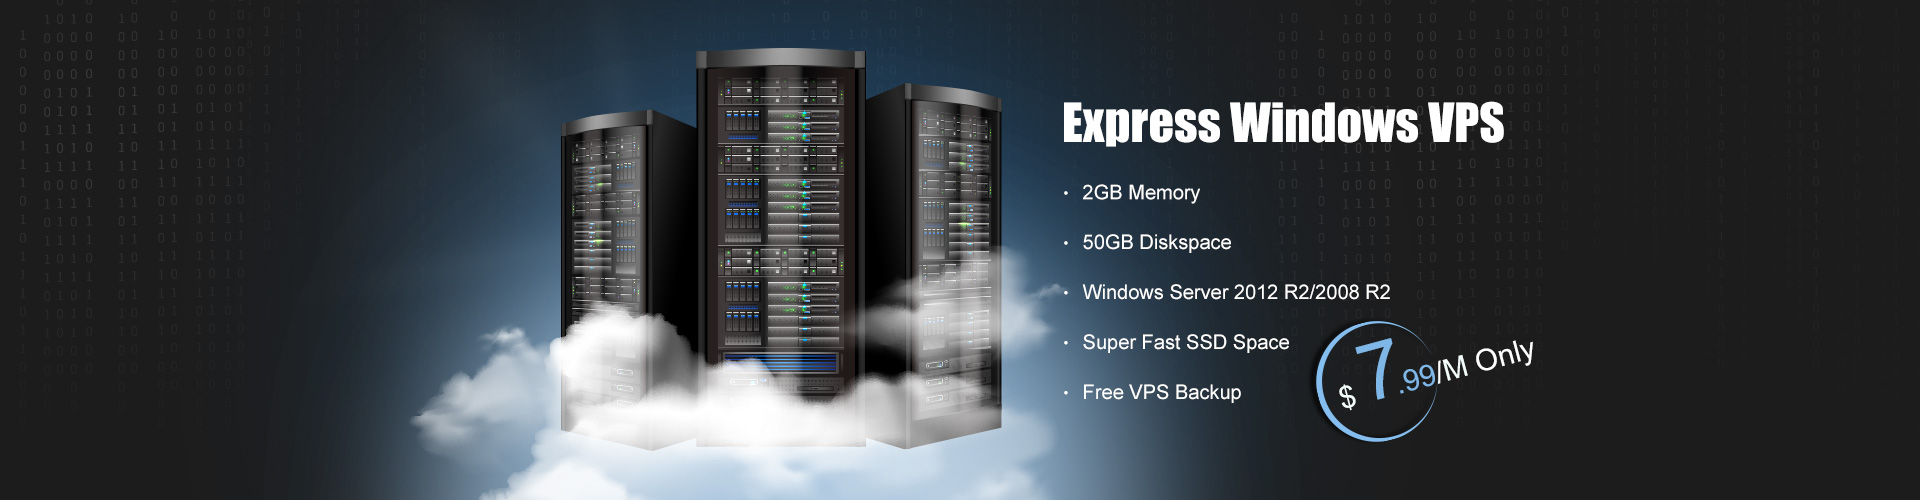 Express Windows VPS
· 2GB Memory
· 50GB Diskspace
· Windows Server 2012 R2/2008 R2
· Super Fast SSD Space
· Free VPS Backup
$ 7.99/M Only